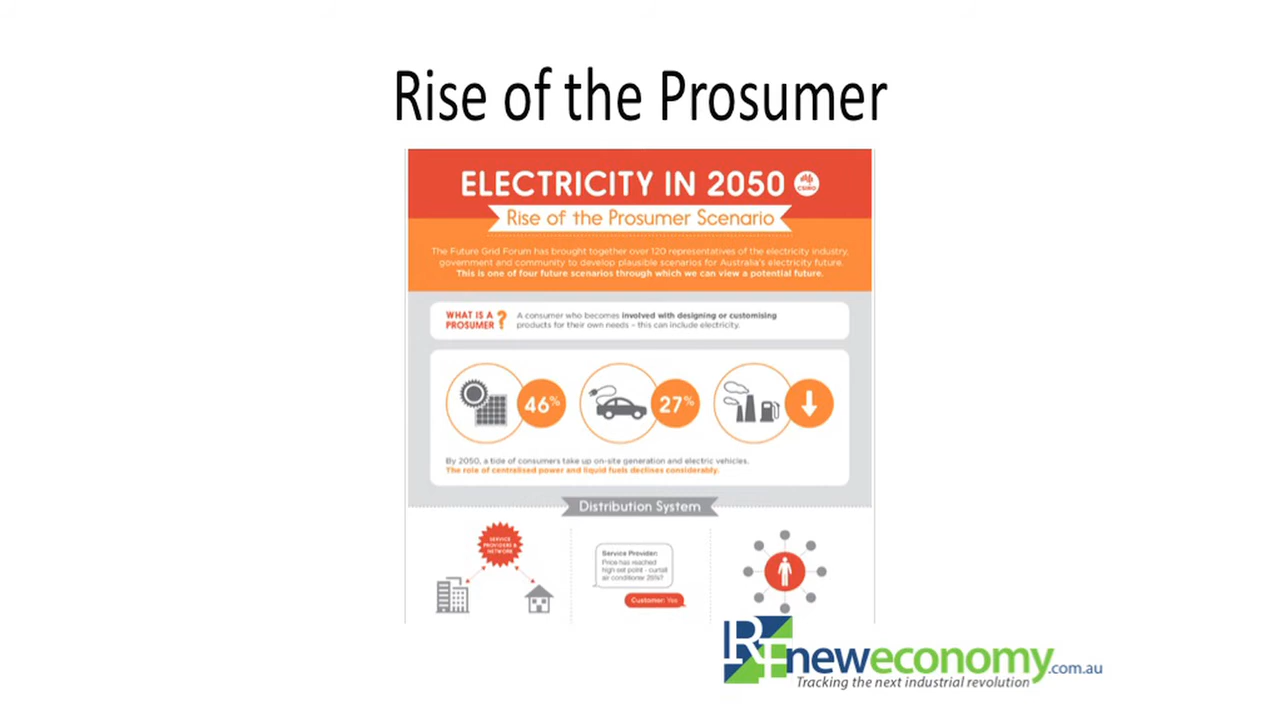 Rise of the Prosumer
ELECTRICITY IN 2050
CSIRO
Rise of the Prosumer Scenario
The Future Grid Forum has brought together over 120 representatives of the electricity industry,
government and community to develop plausible scenarios for Australia's electricity future.
This is one of four future scenarios through which we can view a potential future.
WHAT IS A
PROSUMER ?
A consumer who becomes involved with designing or customising
products for their own needs – this can include electricity.
46%
27%
By 2050, a tide of consumers take up on-site generation and electric vehicles.
The role of centralised power and liquid fuels declines considerably.
Distribution System
SERVICE
PROVIDERS &
NETWORK
Service Provider:
Price has reached
high set point - curtail
air conditioner 25%?
Customer: Yes
REneweconomy.com.au
Tracking the next industrial revolution